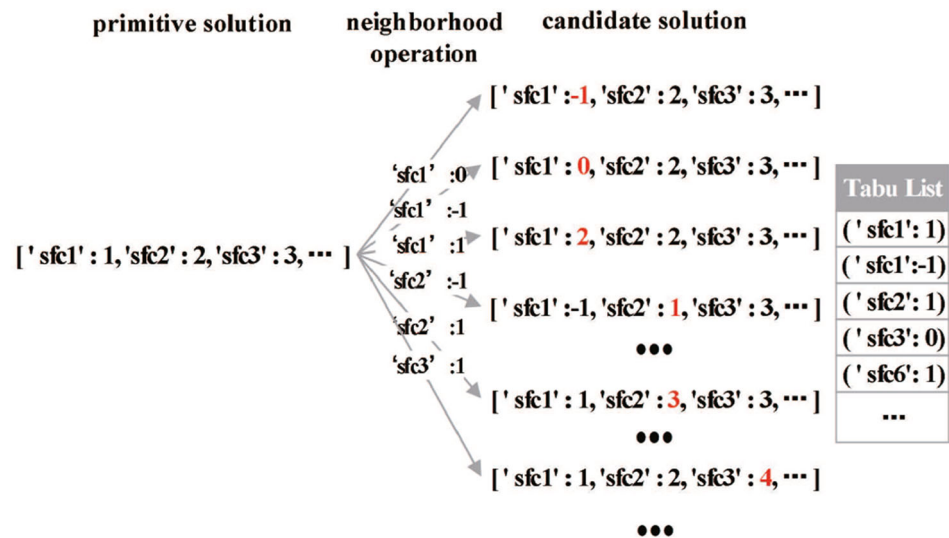 primitive solution
neighborhood operation
candidate solution
['sfc1':-1,'sfc2':2,'sfc3':3,···]
'sfc1' :0
['sfc1':0,'sfc2':2,'sfc3':3,···]
'sfc1' :-1
['sfc1':1,'sfc2':2,'sfc3':3,···]
'sfc1' :1
['sfc1':2,'sfc2':2,'sfc3':3,···]
'sfc2' :-1
['sfc1':-1,'sfc2':1,'sfc3':3,···]
•••
'sfc2' :1
'sfc3' :1
['sfc1':1,'sfc2':3,'sfc3':3,···]
•••
['sfc1':1,'sfc2':2,'sfc3':4,···]
•••
Tabu List
('sfc1':1)
('sfc1':-1)
('sfc2':1)
('sfc3':0)
('sfc6':1)
···